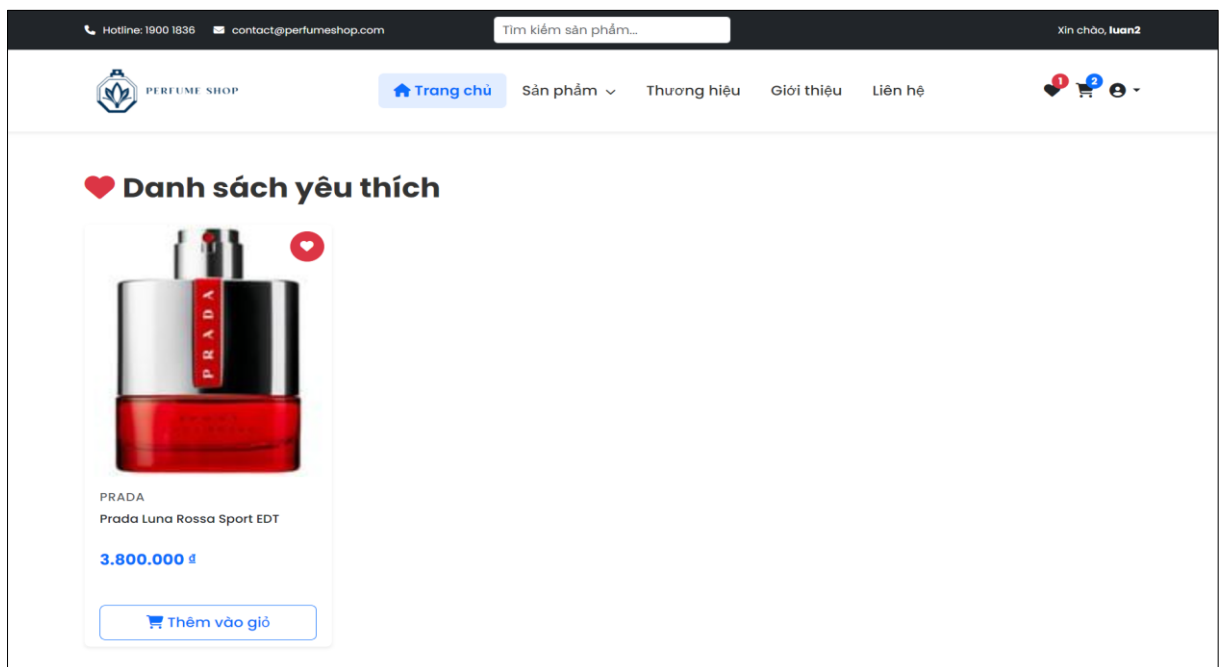 Hotline: 1900 1836 contact@perfumeshop.com Tìm kiếm sản phẩm... Xin chào, luan2
PERFUME SHOP Trang chủ Sản phẩm Thương hiệu Giới thiệu Liên hệ 1 2
Danh sách yêu thích
PRADA
PRADA
Prada Luna Rossa Sport EDT
3.800.000 ₫
Thêm vào giỏ